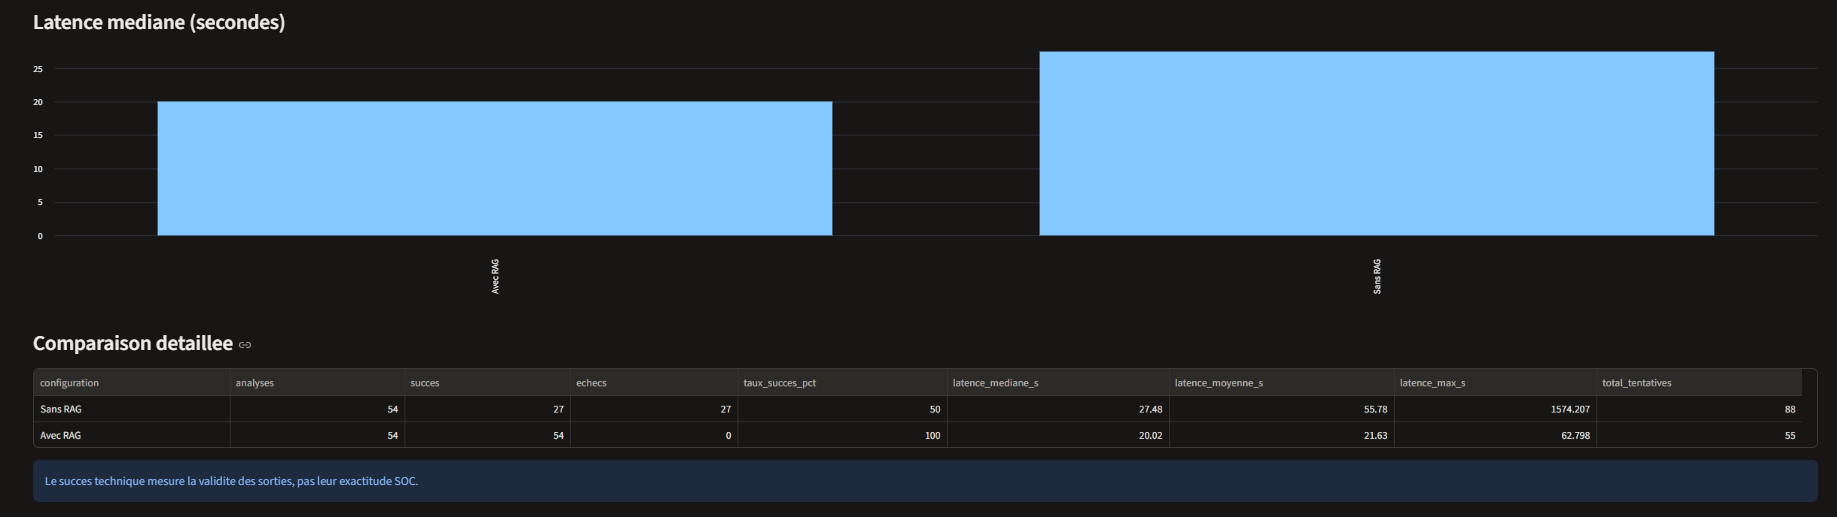 Latence mediane (secondes)
25
20
15
10
5
0
Avec RAG
Sans RAG
Comparaison detaillee
configuration analyses succes echecs taux_succes_pct latence_mediane_s latence_moyenne_s latence_max_s total_tentatives
Sans RAG 54 27 27 50 27.48 55.78 1574.207 88
Avec RAG 54 54 0 100 20.02 21.63 62.798 55
Le succes technique mesure la validite des sorties, pas leur exactitude SOC.